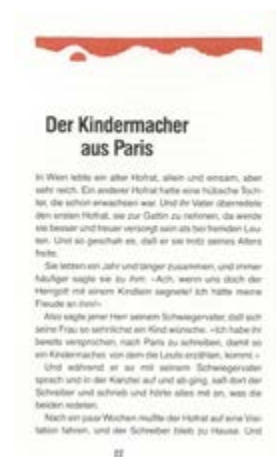 Der Kindermacher
aus Paris
In Wien lebte ein alter Hofrat, allein und einsam, aber
sehr reich. Ein anderer Hofrat hatte eine hübsche Toch-
ter, die schon erwachsen war. Und ihr Vater überredete
den ersten Hofrat, sie zur Gattin zu nehmen, da werde
sie besser und treuer versorgt sein als bei fremden Leu-
ten. Und so geschah es, daß er sie trotz seines Alters
freite.
Sie lebten ein Jahr und länger zusammen, und immer
häufiger sagte sie zu ihm: »Ach, wenn uns doch der
Herrgott mit einem Kindlein segnete! Ich hätte meine
Freude an ihm!«
Also sagte jener Herr seinem Schwiegervater, daß sich
seine Frau so sehnlichst ein Kind wünsche. »Ich habe ihr
bereits versprochen, nach Paris zu schreiben, damit so
ein Kindermacher, von dem die Leute erzählen, kommt.«
Und während er so mit seinem Schwiegervater
sprach und in der Kanzlei auf und ab ging, saß dort der
Schreiber und schrieb und hörte alles mit an, was die
beiden redeten.
Nach ein paar Wochen mußte der Hofrat auf eine Visi-
tation fahren, und der Schreiber blieb zu Hause. Und